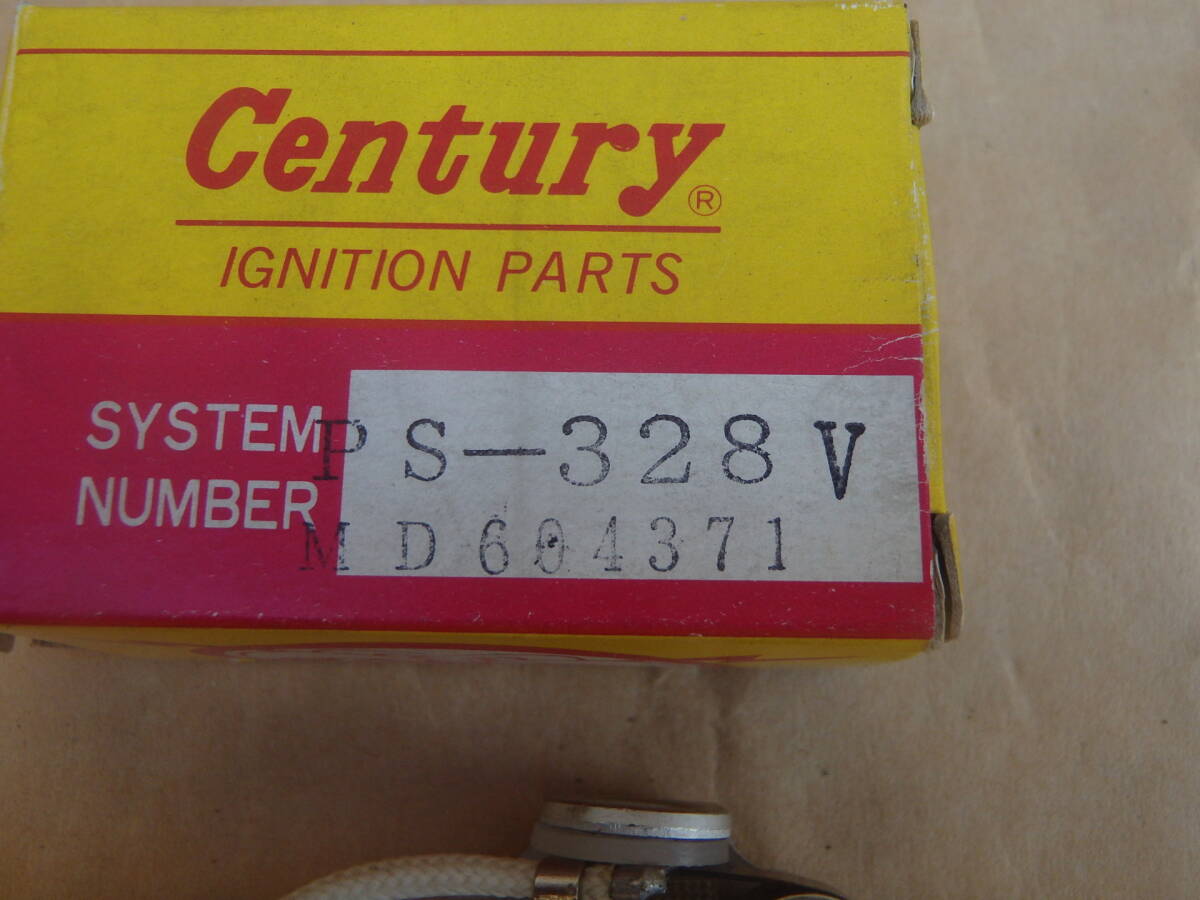 Century®
IGNITION PARTS
SYSTEM
NUMBER
PS-328V
MD604371